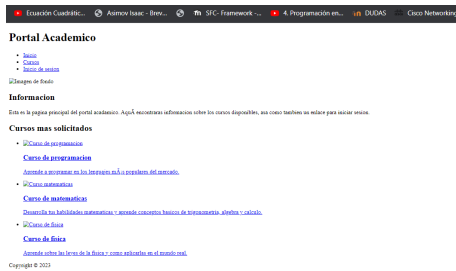 Ecuación Cuadrátic... Asimov Isaac - Brev... SFC- Framework -... 4. Programación en... DUDAS Cisco Networking
Portal Academico
Inicio
Cursos
Inicio de sesion
Imagen de fondo
Informacion
Esta es la pagina principal del portal academico. AquÃ­ encontraras informacion sobre los cursos disponibles, asa como tambien un enlace para iniciar sesion.
Cursos mas solicitados
Curso de programacion
Curso de programacion
Aprende a programar en los lenguajes mÃ¡s populares del mercado.
Curso matematicas
Curso de matematicas
Desarrolla tus habilidades matematicas y aprende conceptos basicos de trigonometria, algebra y calculo.
Curso de fisica
Curso de fisica
Aprende sobre las leyes de la fisica y como aplicarlas en el mundo real.
Copyright © 2023